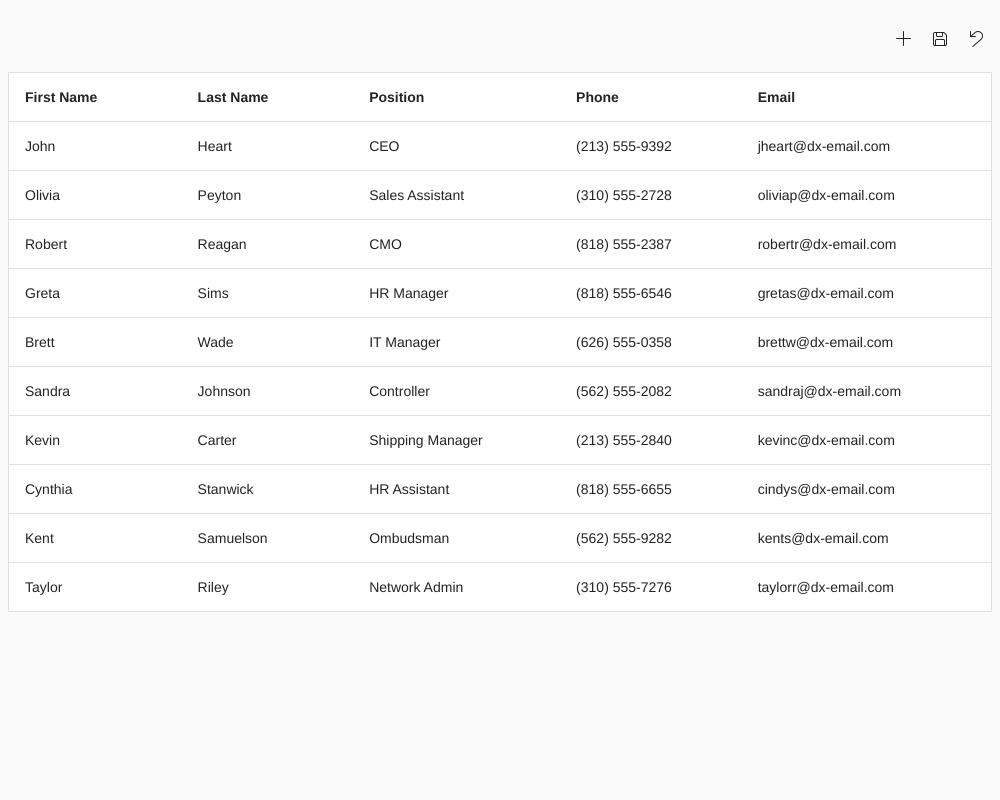 First Name Last Name Position Phone Email
John Heart CEO (213) 555-9392 jheart@dx-email.com
Olivia Peyton Sales Assistant (310) 555-2728 oliviap@dx-email.com
Robert Reagan CMO (818) 555-2387 robertr@dx-email.com
Greta Sims HR Manager (818) 555-6546 gretas@dx-email.com
Brett Wade IT Manager (626) 555-0358 brettw@dx-email.com
Sandra Johnson Controller (562) 555-2082 sandraj@dx-email.com
Kevin Carter Shipping Manager (213) 555-2840 kevinc@dx-email.com
Cynthia Stanwick HR Assistant (818) 555-6655 cindys@dx-email.com
Kent Samuelson Ombudsman (562) 555-9282 kents@dx-email.com
Taylor Riley Network Admin (310) 555-7276 taylorr@dx-email.com